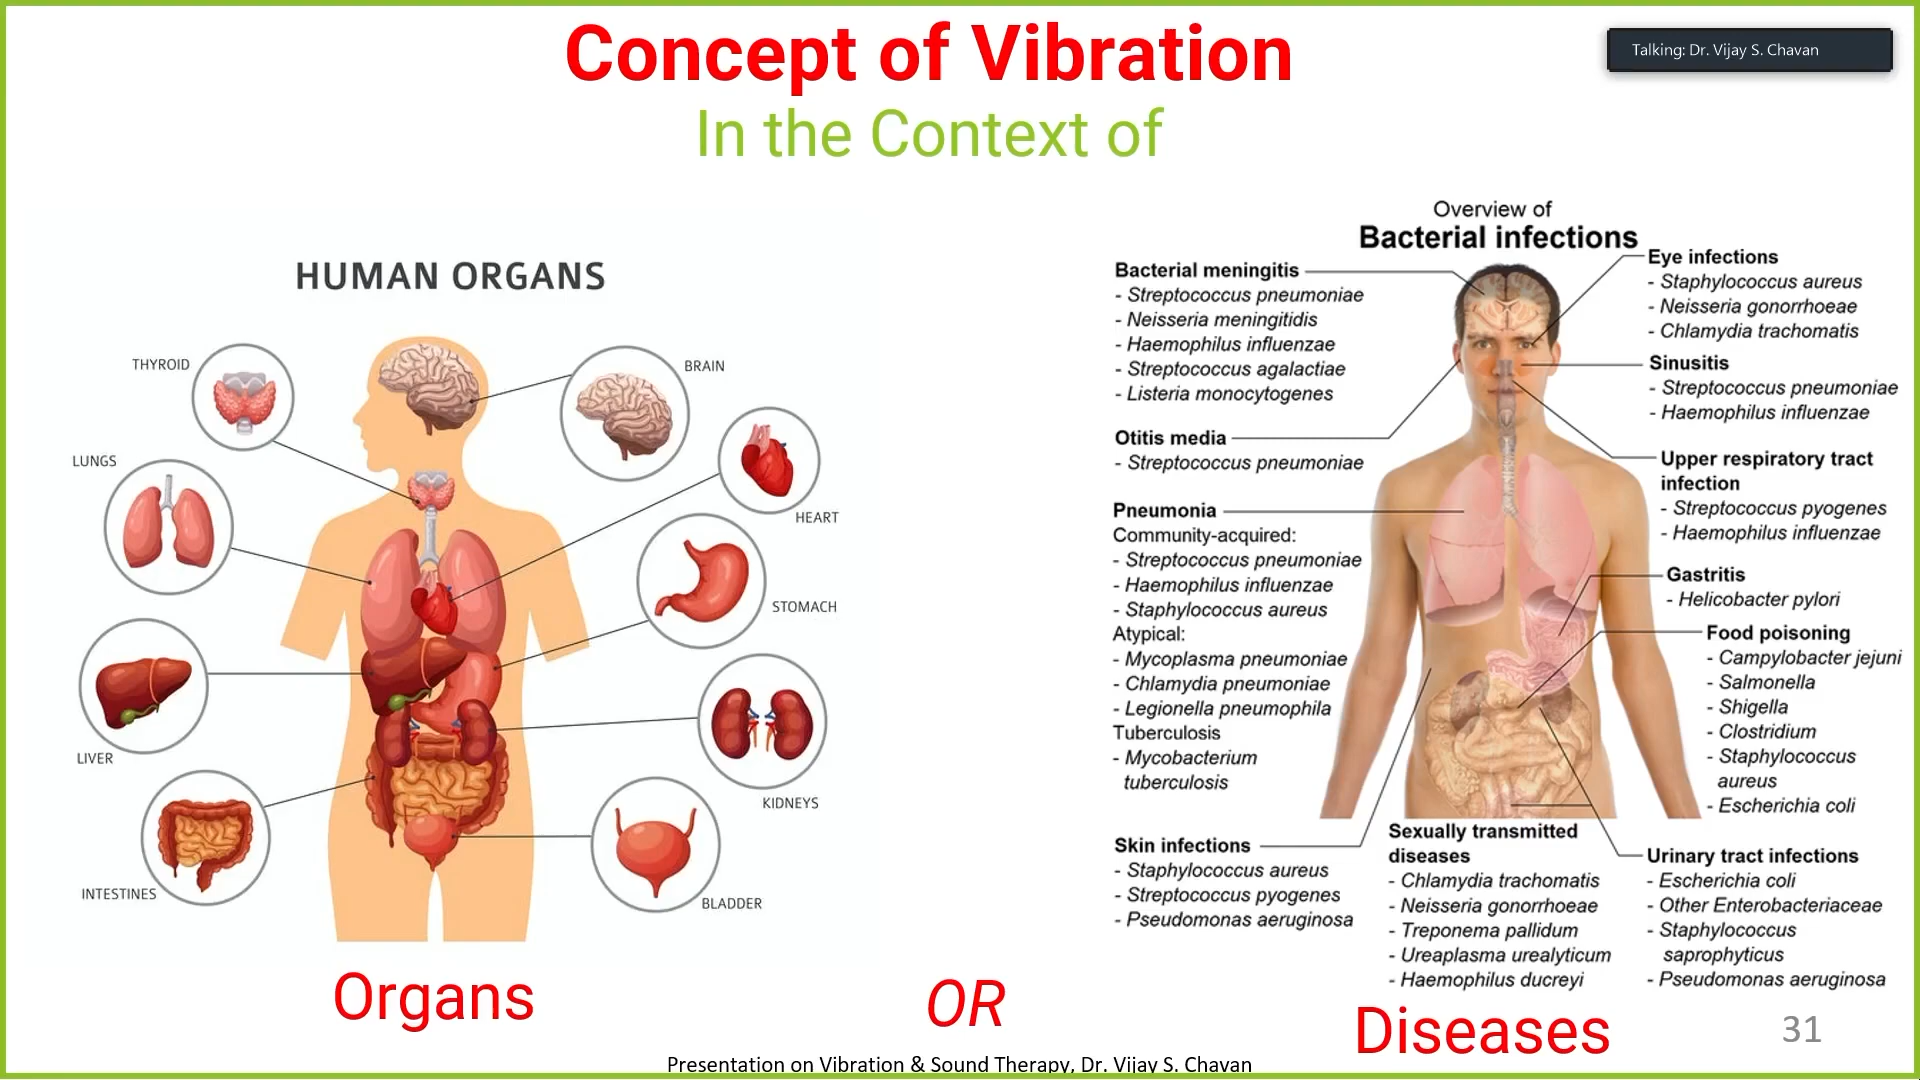 Concept of Vibration
In the Context of
Talking: Dr. Vijay S. Chavan
HUMAN ORGANS
THYROID
BRAIN
LUNGS
HEART
STOMACH
LIVER
KIDNEYS
INTESTINES
BLADDER
Organs
OR
Overview of
Bacterial infections
Bacterial meningitis
- Streptococcus pneumoniae
- Neisseria meningitidis
- Haemophilus influenzae
- Streptococcus agalactiae
- Listeria monocytogenes
Otitis media
- Streptococcus pneumoniae
Pneumonia
Community-acquired:
- Streptococcus pneumoniae
- Haemophilus influenzae
- Staphylococcus aureus
Atypical:
- Mycoplasma pneumoniae
- Chlamydia pneumoniae
- Legionella pneumophila
Tuberculosis
- Mycobacterium
tuberculosis
Skin infections
- Staphylococcus aureus
- Streptococcus pyogenes
- Pseudomonas aeruginosa
Eye infections
- Staphylococcus aureus
- Neisseria gonorrhoeae
- Chlamydia trachomatis
Sinusitis
- Streptococcus pneumoniae
- Haemophilus influenzae
Upper respiratory tract
infection
- Streptococcus pyogenes
- Haemophilus influenzae
Gastritis
- Helicobacter pylori
Food poisoning
- Campylobacter jejuni
- Salmonella
- Shigella
- Clostridium
- Staphylococcus
aureus
- Escherichia coli
Sexually transmitted
diseases
- Chlamydia trachomatis
- Neisseria gonorrhoeae
- Treponema pallidum
- Ureaplasma urealyticum
- Haemophilus ducreyi
Urinary tract infections
- Escherichia coli
- Other Enterobacteriaceae
- Staphylococcus
saprophyticus
- Pseudomonas aeruginosa
Diseases
31
Presentation on Vibration & Sound Therapy, Dr. Vijay S. Chavan